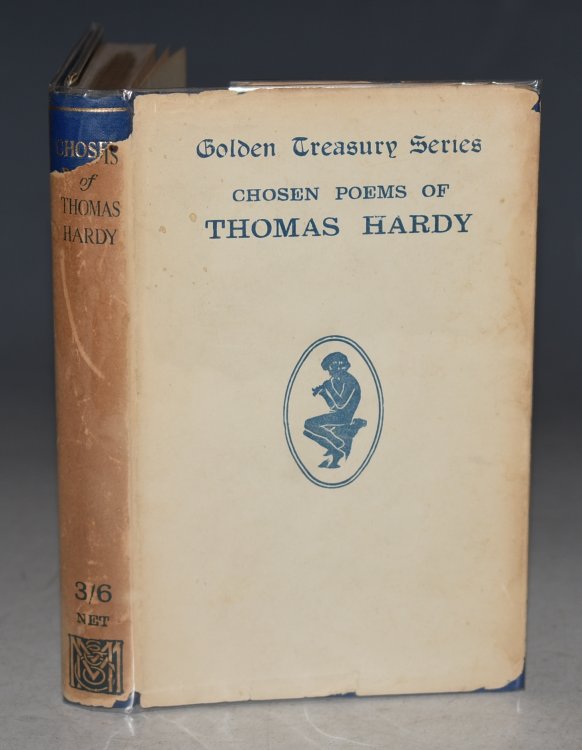 Golden Treasury Series
CHOSEN POEMS OF
THOMAS HARDY
of
THOMAS
HARDY
3/6
NET